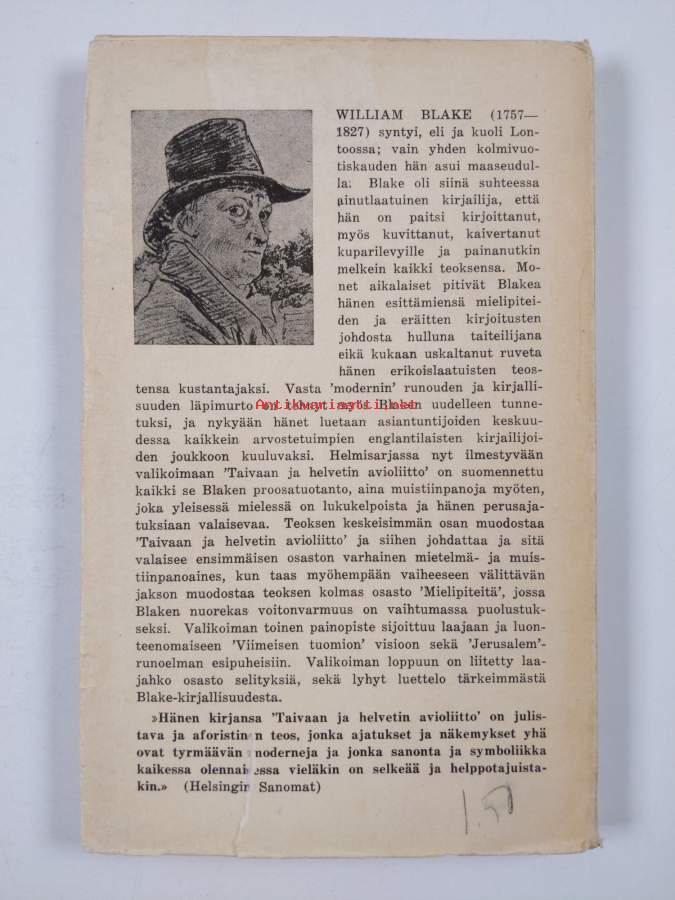 WILLIAM BLAKE (1757—
1827) syntyi, eli ja kuoli Lon-
toossa; vain yhden kolmivuo-
tiskauden hän asui maaseudul-
la. Blake oli siinä suhteessa
ainutlaatuinen kirjailija, että
hän on paitsi kirjoittanut,
myös kuvittanut, kaivertanut
kuparilevyille ja painanutkin
melkein kaikki teoksensa. Mo-
net aikalaiset pitivät Blakea
hänen esittämiensä mielipitei-
den ja eräitten kirjoitusten
johdosta hulluna taiteilijana
eikä kukaan uskaltanut ruveta
hänen erikoislaatuisten teos-
tensa kustantajaksi. Vasta 'modernin' runouden ja kirjalli-
suuden läpimurto on tehnyt myös Blaken uudelleen tunne-
Antikvariaatti.net
tuksi, ja nykyään hänet luetaan asiantuntijoiden keskuu-
dessa kaikkein arvostetuimpien englantilaisten kirjailijoi-
den joukkoon kuuluvaksi. Helmisarjassa nyt ilmestyvään
valikoimaan 'Taivaan ja helvetin avioliitto' on suomennettu
kaikki se Blaken proosatuotanto, aina muistiinpanoja myöten,
joka yleisessä mielessä on lukukelpoista ja hänen perusaja-
tuksiaan valaisevaa. Teoksen keskeisimmän osan muodostaa
'Taivaan ja helvetin avioliitto' ja siihen johdattaa ja sitä
valaisee ensimmäisen osaston varhainen mietelmä- ja muis-
tiinpanoaines, kun taas myöhempään vaiheeseen välittävän
jakson muodostaa teoksen kolmas osasto 'Mielipiteitä', jossa
Blaken nuorekas voitonvarmuus on vaihtumassa puolustuk-
seksi. Valikoiman toinen painopiste sijoittuu laajaan ja luon-
teenomaiseen 'Viimeisen tuomion' visioon sekä 'Jerusalem'-
runoelman esipuheisiin. Valikoiman loppuun on liitetty laa-
jahko osasto selityksiä, sekä lyhyt luettelo tärkeimmästä
Blake-kirjallisuudesta.
»Hänen kirjansa 'Taivaan ja helvetin avioliitto' on julis-
tava ja aforistinen teos, jonka ajatukset ja näkemykset yhä
ovat tyrmäävän moderneja ja jonka sanonta ja symboliikka
kaikessa olennaisessa vieläkin on selkeää ja helppotajuista-
kin.» (Helsingin Sanomat)